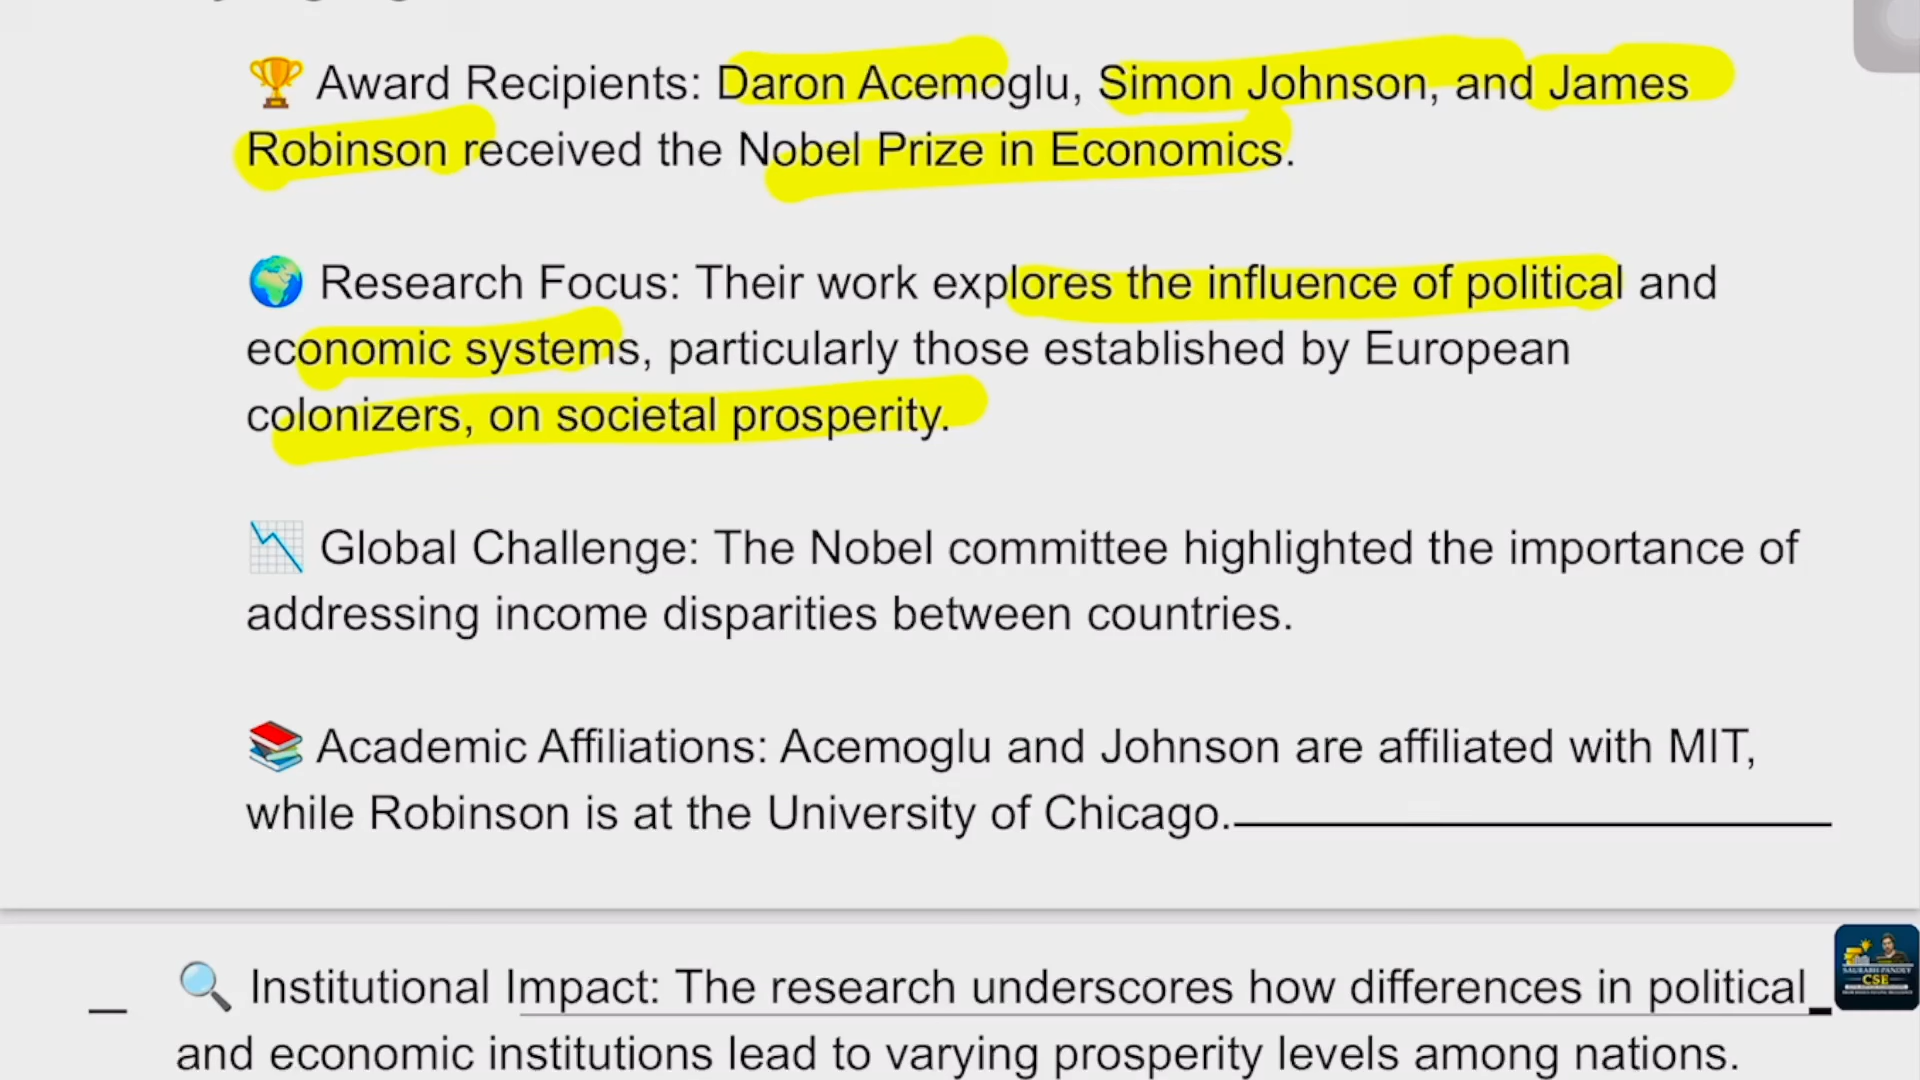 🏆 Award Recipients: Daron Acemoglu, Simon Johnson, and James
Robinson received the Nobel Prize in Economics.
🌍 Research Focus: Their work explores the influence of political and
economic systems, particularly those established by European
colonizers, on societal prosperity.
📉 Global Challenge: The Nobel committee highlighted the importance of
addressing income disparities between countries.
📚 Academic Affiliations: Acemoglu and Johnson are affiliated with MIT,
while Robinson is at the University of Chicago.
🔍 Institutional Impact: The research underscores how differences in political
and economic institutions lead to varying prosperity levels among nations.
SAURABH PANDEY
CSE